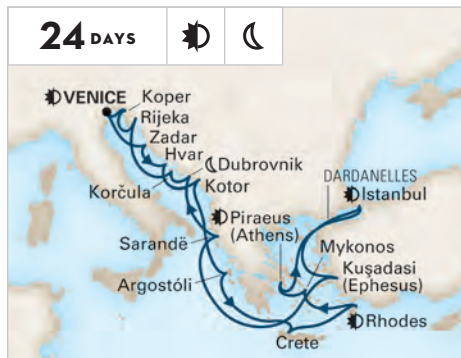 24 DAYS
VENICE
Koper
Rijeka
Zadar
Hvar
Dubrovnik
Korčula
Kotor
DARDANELLES
Istanbul
Piraeus
(Athens)
Mykonos
Sarandë
Kuşadasi
(Ephesus)
Argostóli
Rhodes
Crete